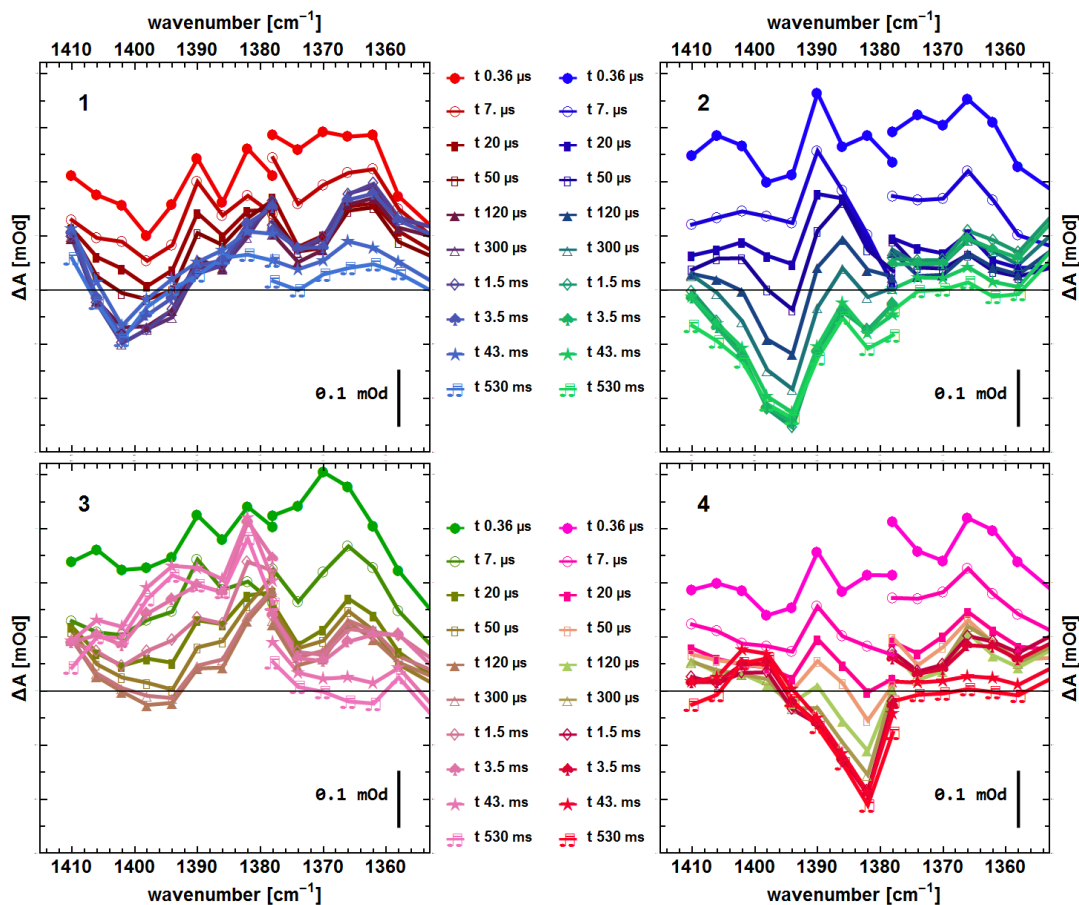 wavenumber [cm⁻¹] wavenumber [cm⁻¹]
1410 1400 1390 1380 1370 1360 1410 1400 1390 1380 1370 1360
1 2
t 0.36 µs t 0.36 µs
t 7. µs t 7. µs
t 20 µs t 20 µs
t 50 µs t 50 µs
t 120 µs t 120 µs
t 300 µs t 300 µs
t 1.5 ms t 1.5 ms
t 3.5 ms t 3.5 ms
t 43. ms t 43. ms
t 530 ms t 530 ms
ΔA [mOd] ΔA [mOd]
0.1 mOd 0.1 mOd
3 4
t 0.36 µs t 0.36 µs
t 7. µs t 7. µs
t 20 µs t 20 µs
t 50 µs t 50 µs
t 120 µs t 120 µs
t 300 µs t 300 µs
t 1.5 ms t 1.5 ms
t 3.5 ms t 3.5 ms
t 43. ms t 43. ms
t 530 ms t 530 ms
ΔA [mOd] ΔA [mOd]
0.1 mOd 0.1 mOd
1410 1400 1390 1380 1370 1360 1410 1400 1390 1380 1370 1360
wavenumber [cm⁻¹] wavenumber [cm⁻¹]